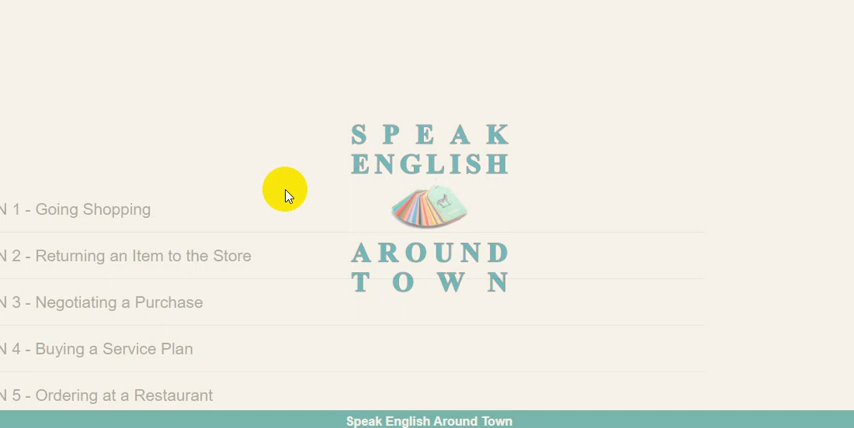 SPEAK
ENGLISH
AROUND
TOWN
N 1 - Going Shopping
N 2 - Returning an Item to the Store
N 3 - Negotiating a Purchase
N 4 - Buying a Service Plan
N 5 - Ordering at a Restaurant
Speak English Around Town